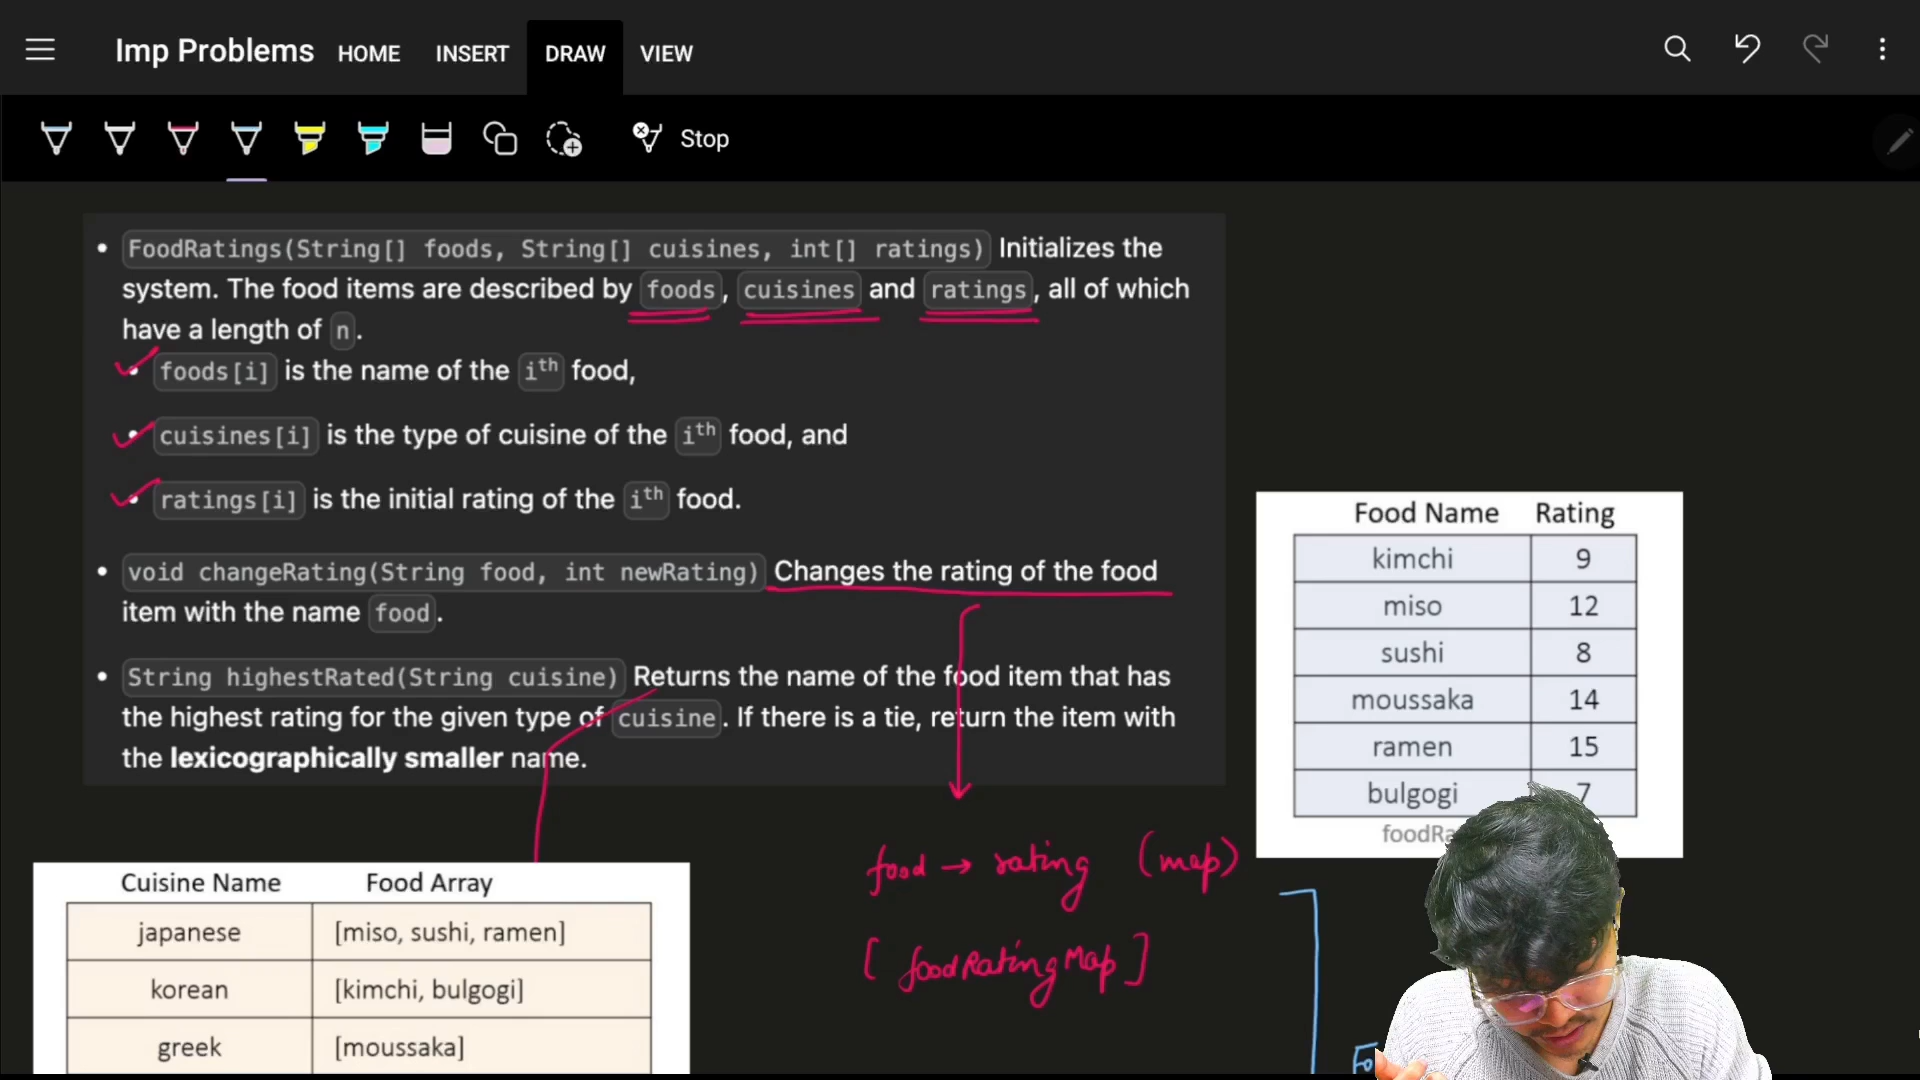 Imp Problems HOME INSERT DRAW VIEW
Stop
FoodRatings(String[] foods, String[] cuisines, int[] ratings) Initializes the
system. The food items are described by foods, cuisines and ratings, all of which
have a length of n.
foods[i] is the name of the ith food,
cuisines[i] is the type of cuisine of the ith food, and
ratings[i] is the initial rating of the ith food.
void changeRating(String food, int newRating) Changes the rating of the food
item with the name food.
String highestRated(String cuisine) Returns the name of the food item that has
the highest rating for the given type of cuisine. If there is a tie, return the item with
the lexicographically smaller name.
Food Name Rating
kimchi 9
miso 12
sushi 8
moussaka 14
ramen 15
bulgogi 7
food → rating (map)
[ foodRatingMap ]
Cuisine Name Food Array
japanese [miso, sushi, ramen]
korean [kimchi, bulgogi]
greek [moussaka]